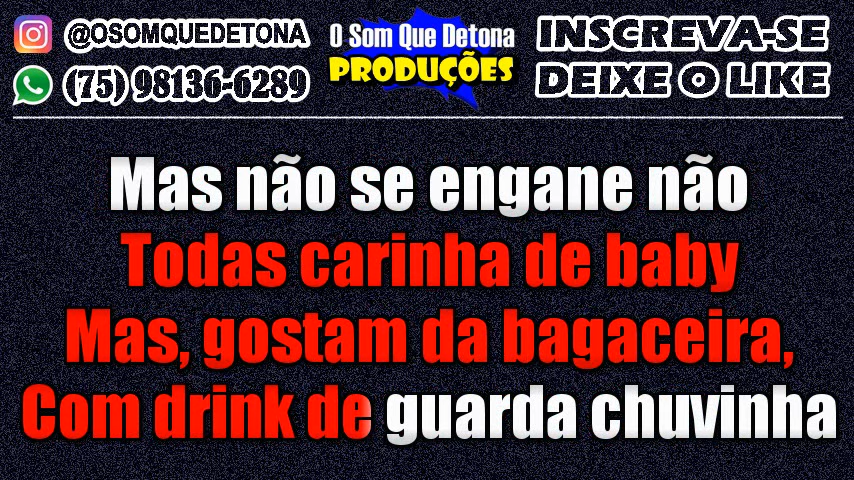 @OSOMQUEDETONA
(75) 98136-6289
O Som Que Detona
PRODUÇÕES
INSCREVA-SE
DEIXE O LIKE
Mas não se engane não
Todas carinha de baby
Mas, gostam da bagaceira,
Com drink de guarda chuvinha